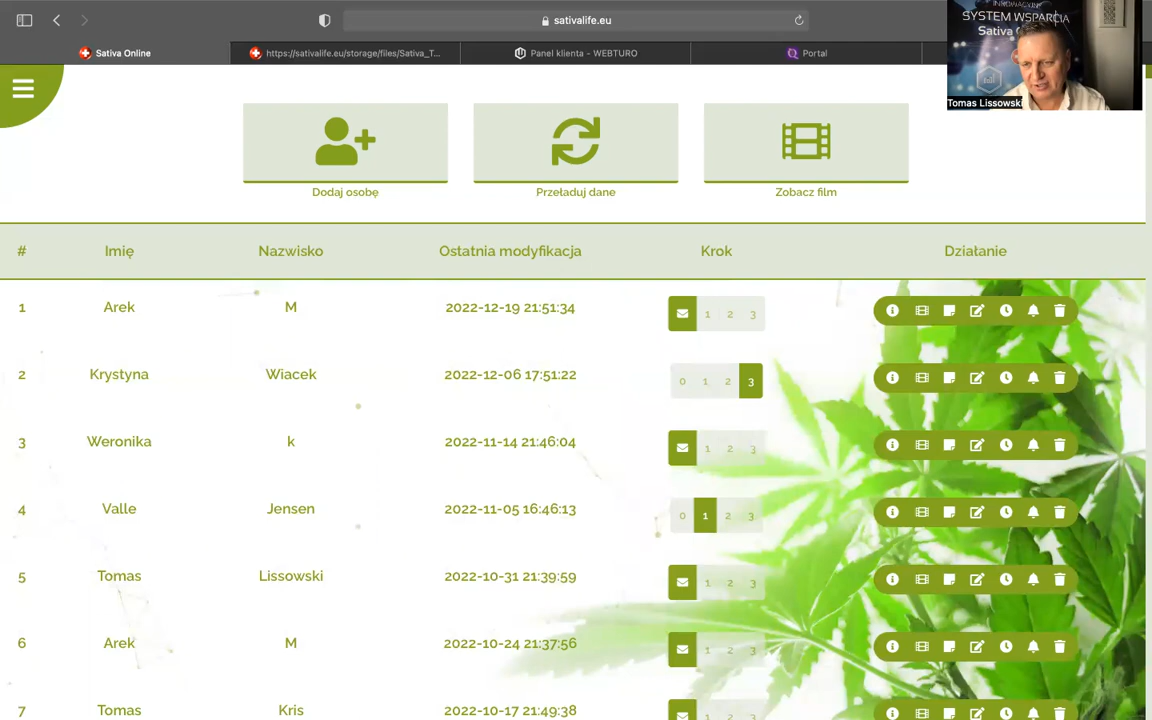 sativalife.eu
Sativa Online
https://sativalife.eu/storage/files/Sativa_T...
Panel klienta - WEBTURO
Portal
SYSTEM WSPARCIA
Sativa
Tomas Lissowski
Dodaj osobę
Przeładuj dane
Zobacz film
# Imię Nazwisko Ostatnia modyfikacja Krok Działanie
1 Arek M 2022-12-19 21:51:34 1 2 3
2 Krystyna Wiacek 2022-12-06 17:51:22 0 1 2 3
3 Weronika k 2022-11-14 21:46:04 1 2 3
4 Valle Jensen 2022-11-05 16:46:13 0 1 2 3
5 Tomas Lissowski 2022-10-31 21:39:59 1 2 3
6 Arek M 2022-10-24 21:37:56 1 2 3
7 Tomas Kris 2022-10-17 21:49:38 1 2 3